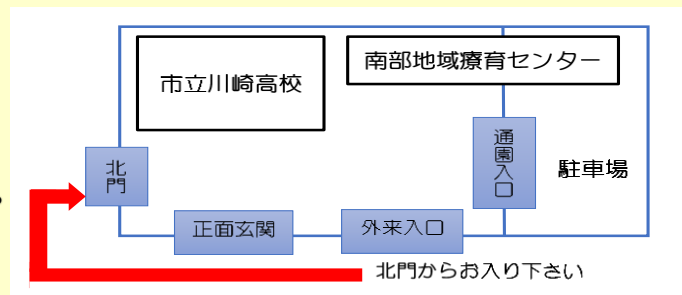 市立川崎高校
南部地域療育センター
北門
通園入口
駐車場
正面玄関
外来入口
北門からお入り下さい